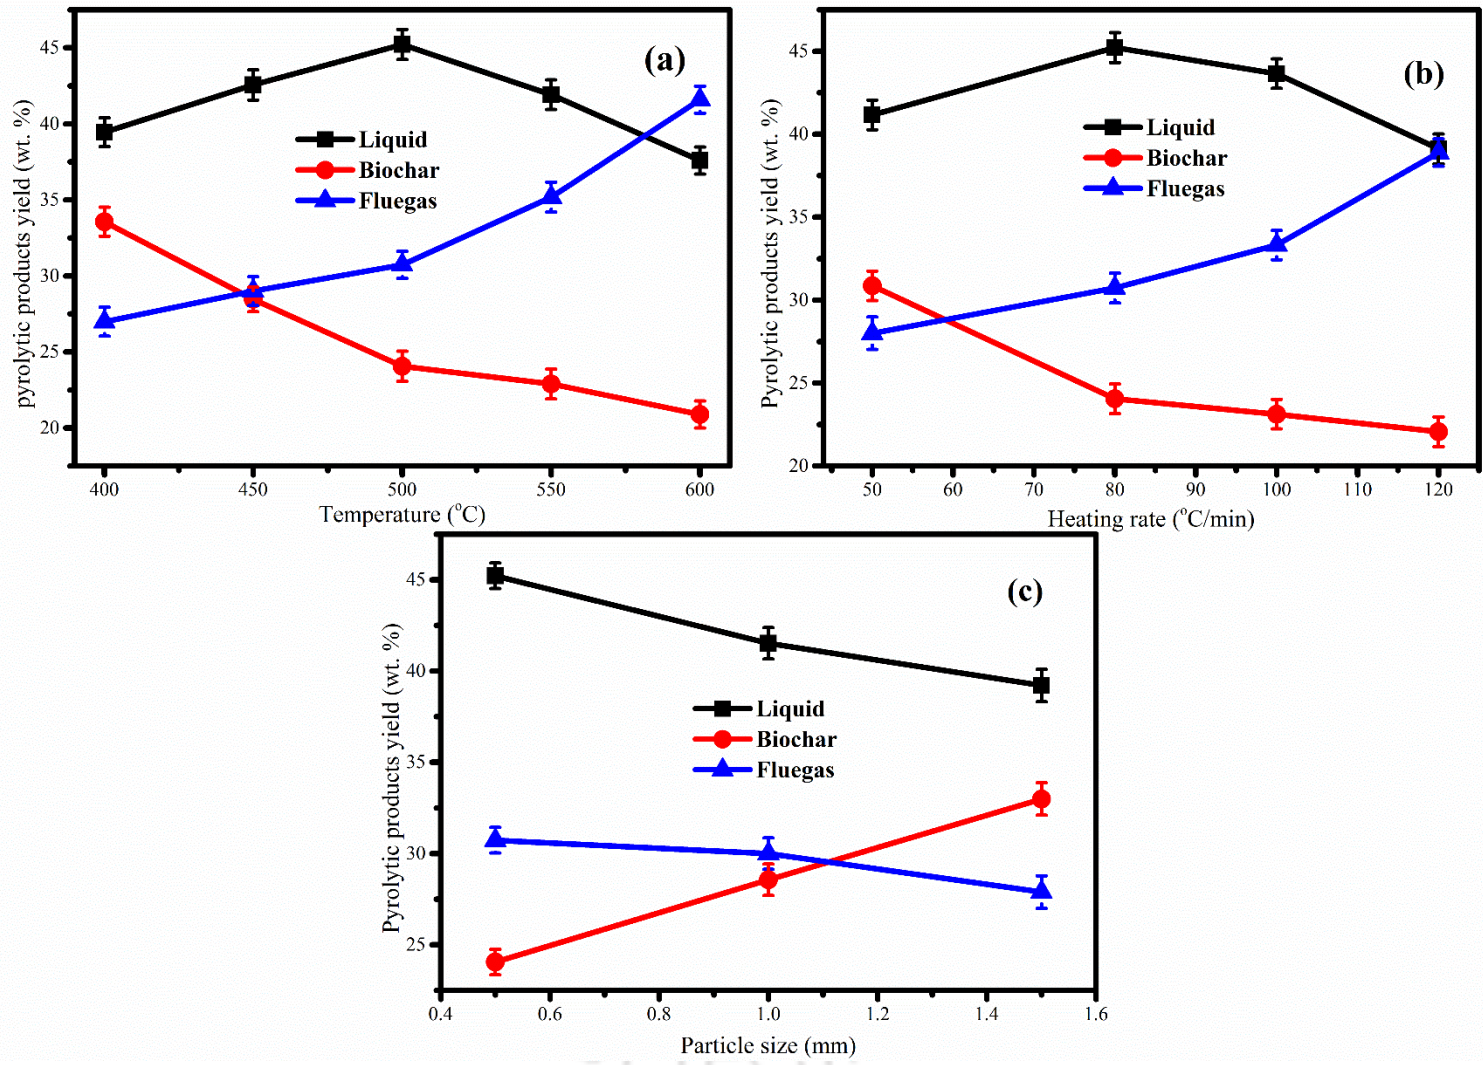 (a)
pyrolytic products yield (wt. %)
45
40
35
30
25
20
Liquid
Biochar
Fluegas
400
450
500
550
600
Temperature (°C)
(b)
Pyrolytic products yield (wt. %)
45
40
35
30
25
20
Liquid
Biochar
Fluegas
50
60
70
80
90
100
110
120
Heating rate (°C/min)
(c)
Pyrolytic products yield (wt. %)
45
40
35
30
25
Liquid
Biochar
Fluegas
0.4
0.6
0.8
1.0
1.2
1.4
1.6
Particle size (mm)